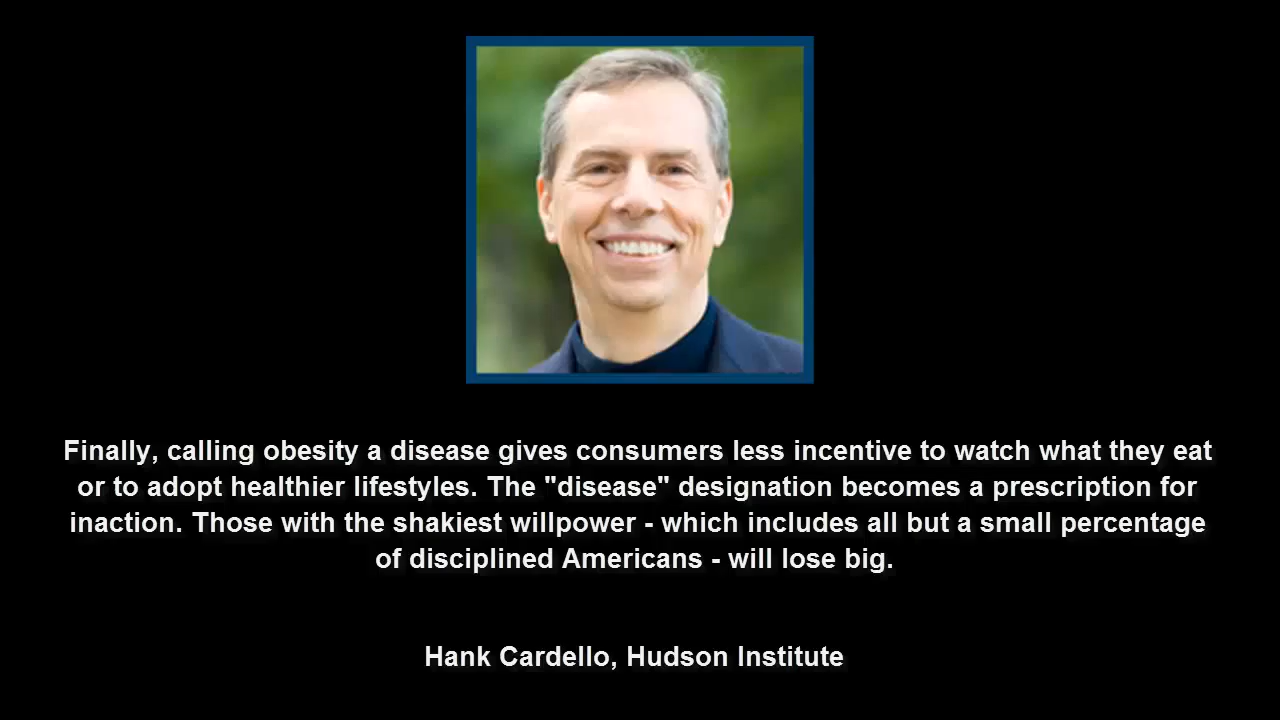 Finally, calling obesity a disease gives consumers less incentive to watch what they eat
or to adopt healthier lifestyles. The "disease" designation becomes a prescription for
inaction. Those with the shakiest willpower - which includes all but a small percentage
of disciplined Americans - will lose big.
Hank Cardello, Hudson Institute